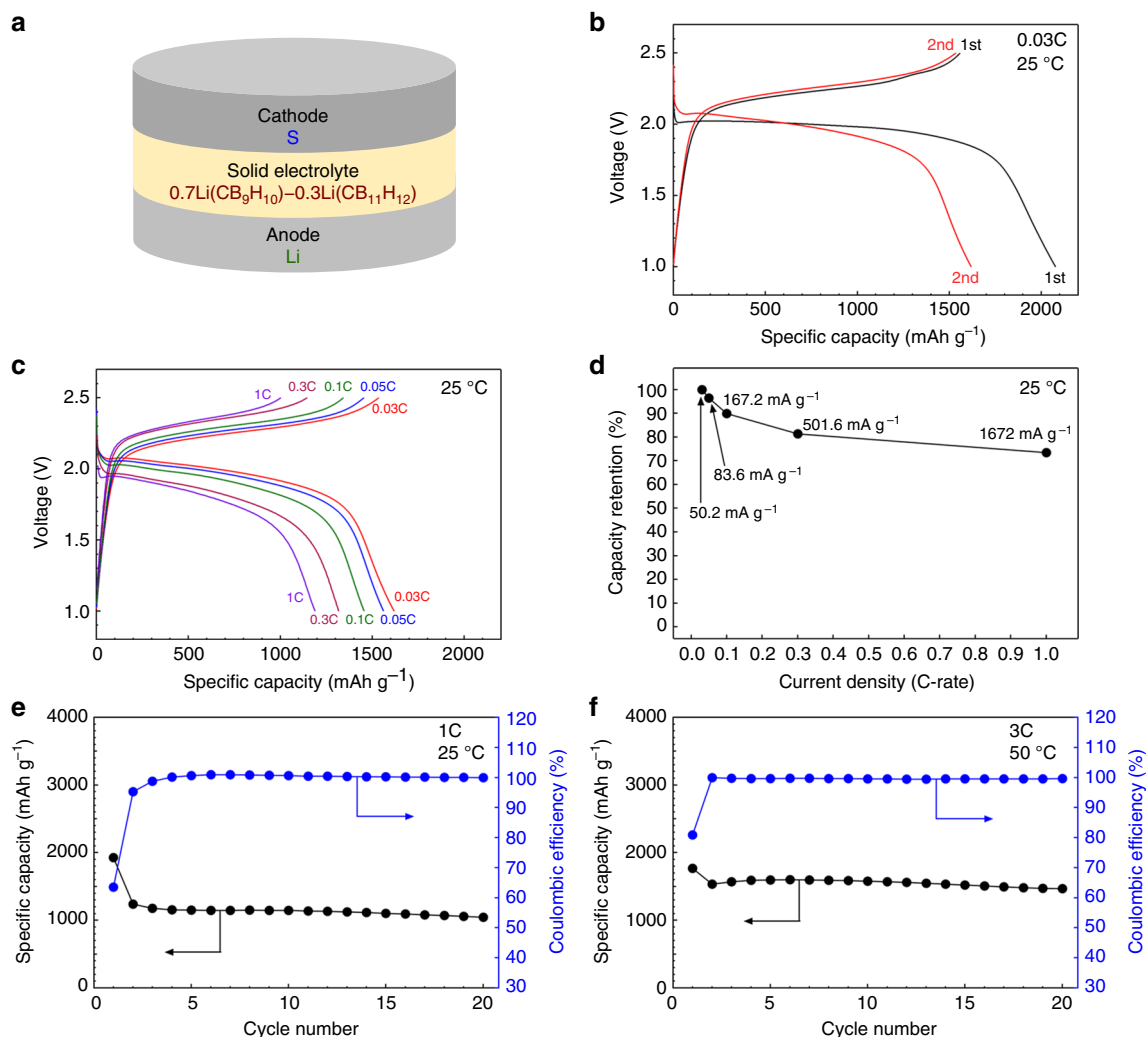 a
Cathode
S
Solid electrolyte
0.7Li(CB₉H₁₀)–0.3Li(CB₁₁H₁₂)
Anode
Li
b
0.03C
25 °C
2nd
1st
2nd
1st
Voltage (V)
2.5
2.0
1.5
1.0
0 500 1000 1500 2000
Specific capacity (mAh g⁻¹)
c
25 °C
1C
0.3C
0.1C
0.05C
0.03C
1C
0.3C
0.1C
0.05C
0.03C
Voltage (V)
2.5
2.0
1.5
1.0
0 500 1000 1500 2000
Specific capacity (mAh g⁻¹)
d
25 °C
167.2 mA g⁻¹
501.6 mA g⁻¹
1672 mA g⁻¹
83.6 mA g⁻¹
50.2 mA g⁻¹
Capacity retention (%)
100
90
80
70
60
50
40
30
20
10
0
0.0 0.1 0.2 0.3 0.4 0.5 0.6 0.7 0.8 0.9 1.0
Current density (C-rate)
e
1C
25 °C
Specific capacity (mAh g⁻¹)
4000
3000
2000
1000
0
120
110
100
90
80
70
60
50
40
30
Coulombic efficiency (%)
0 5 10 15 20
Cycle number
f
3C
50 °C
Specific capacity (mAh g⁻¹)
4000
3000
2000
1000
0
120
110
100
90
80
70
60
50
40
30
Coulombic efficiency (%)
0 5 10 15 20
Cycle number